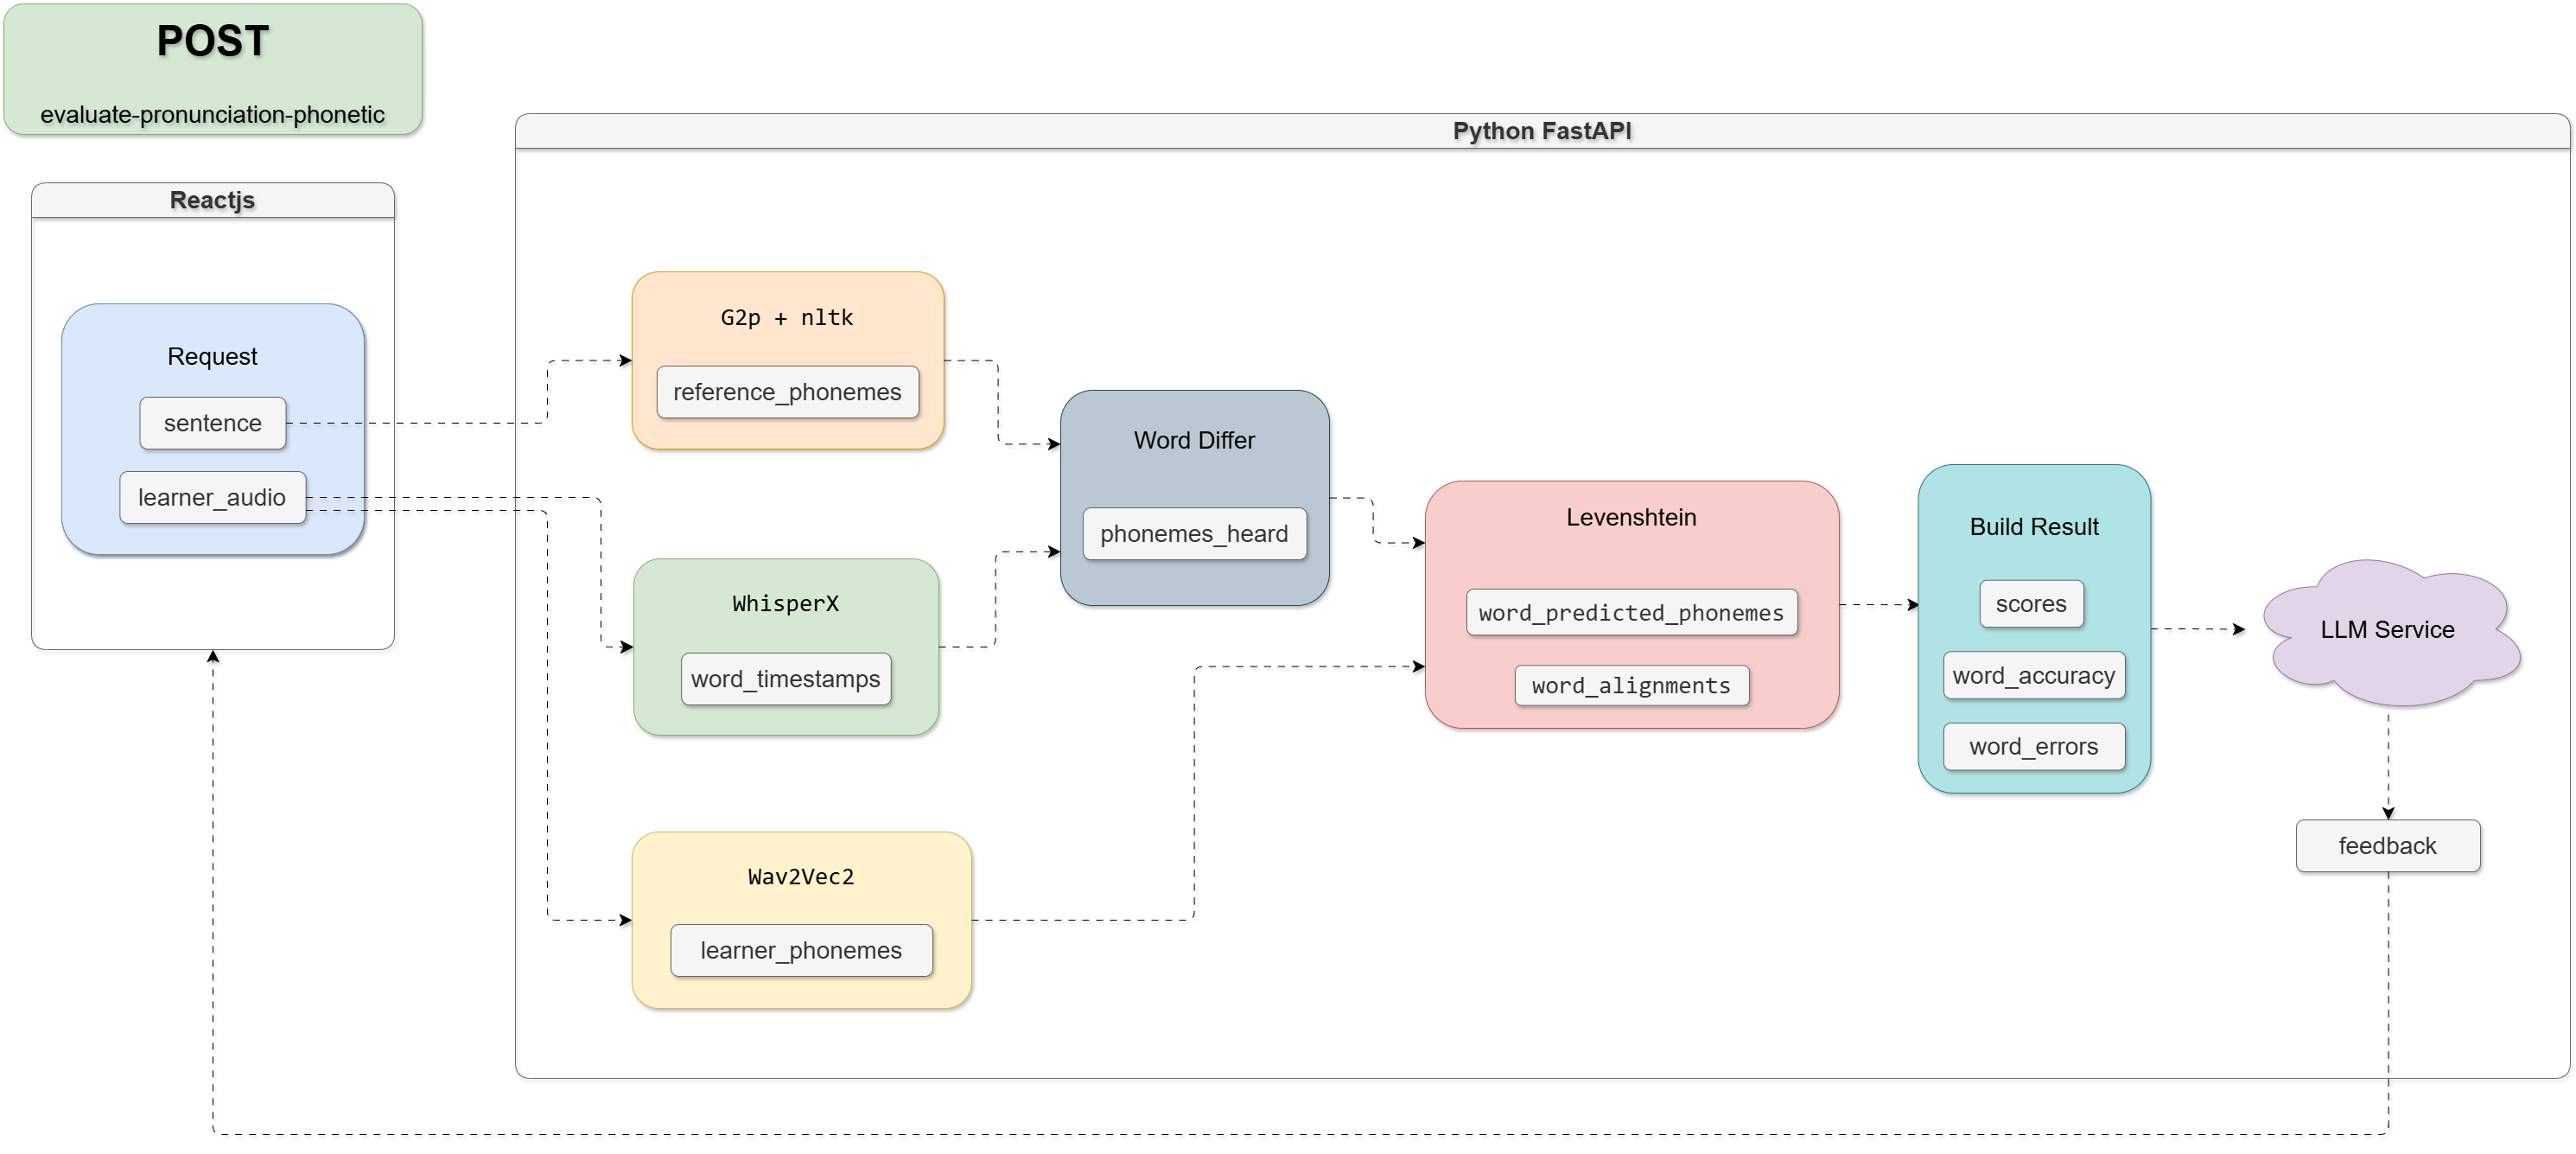 POST
evaluate-pronunciation-phonetic
Python FastAPI
Reactjs
Request
sentence
learner_audio
G2p + nltk
reference_phonemes
WhisperX
word_timestamps
Wav2Vec2
learner_phonemes
Word Differ
phonemes_heard
Levenshtein
word_predicted_phonemes
word_alignments
Build Result
scores
word_accuracy
word_errors
LLM Service
feedback